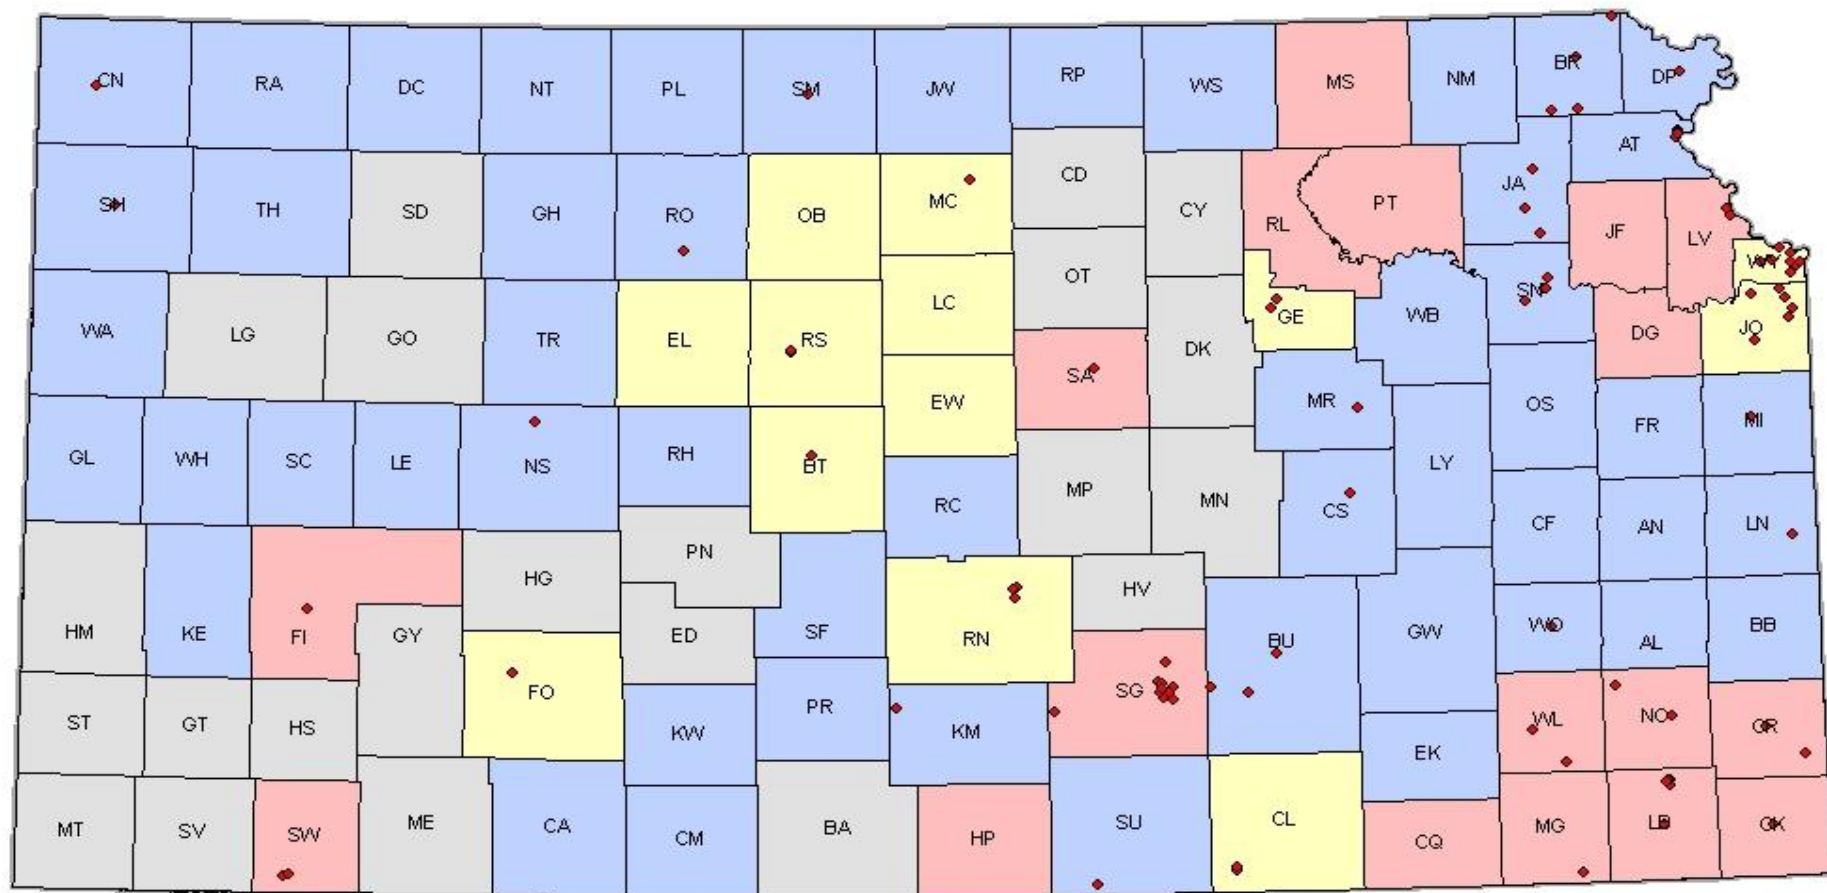 CN RA DC NT PL SM JW RP WS MS NM BR DP
CD CY RL PT JA AT
SH TH SD GH RO OB MC JF LV WY
OT GE WB SN
WA LG GO TR EL RS LC DK DG JO
SA EW MR OS FR MI
GL WH SC LE NS RH BT RC MP MN CS LY CF AN LN
HM KE FI GY HG PN ED SF RN HV BU GW WO AL BB
ST GT HS FO KW PR KM SG EK WL NO CR
MT SV SW ME CA CM BA HP SU CL CQ MG LB CK